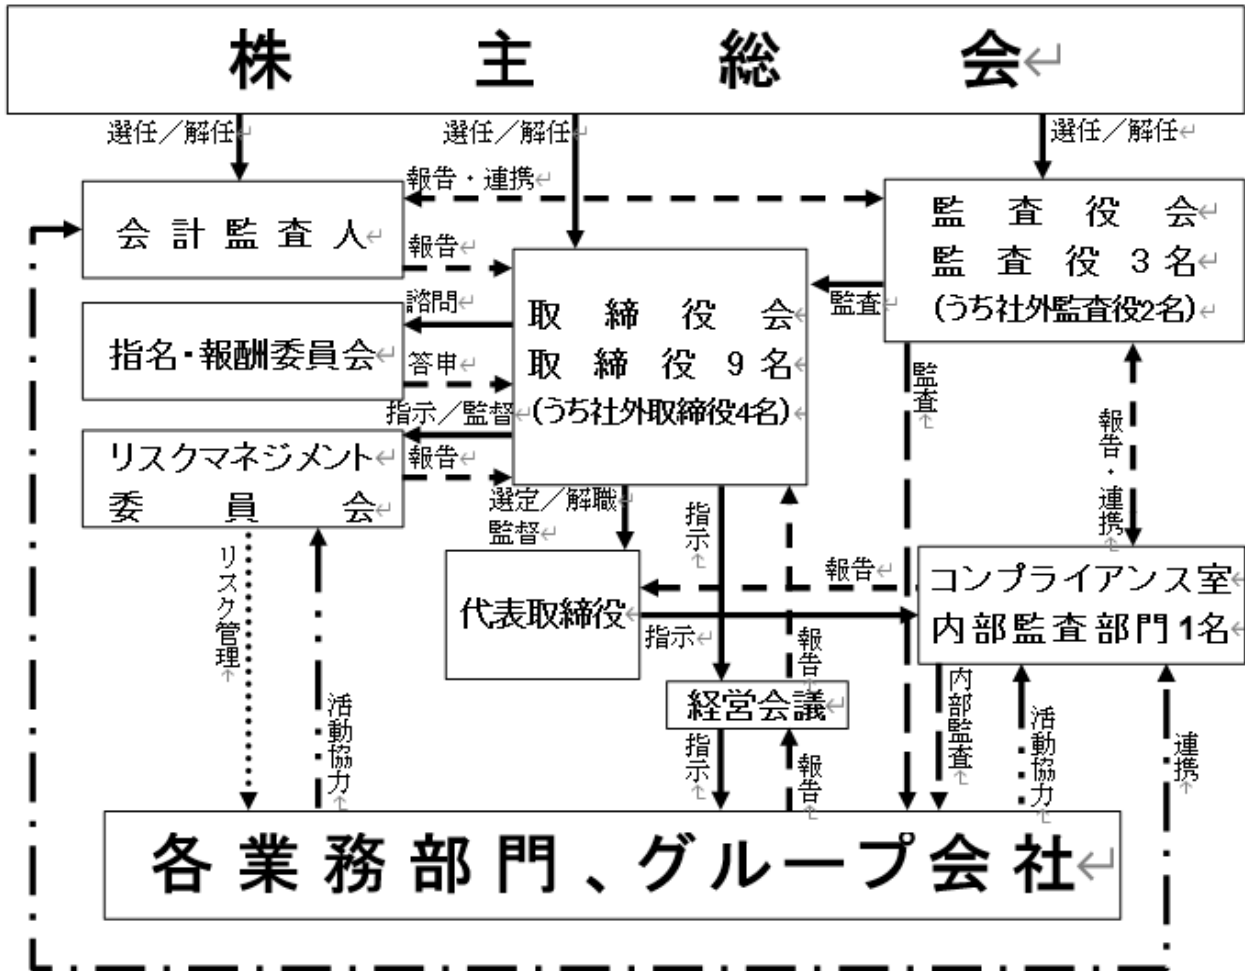 株主総会
選任／解任
選任／解任
選任／解任
会計監査人
報告・連携
監査役会
監査役3名
(うち社外監査役2名)
報告
諮問
取締役会
取締役9名
(うち社外取締役4名)
監査
指名・報酬委員会
答申
指示／監督
リスクマネジメント
委員会
報告
選定／解職
監督
指示
監査
報告・連携
代表取締役
報告
指示
コンプライアンス室
内部監査部門1名
リスク管理
活動協力
報告
経営会議
指示
報告
内部監査
活動協力
連携
各業務部門、グループ会社